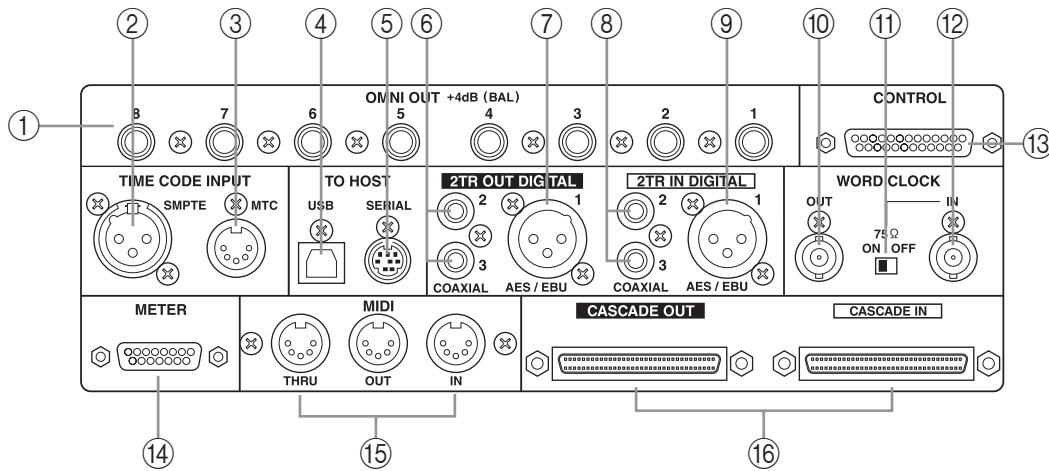 ② ③ ④ ⑤ ⑥ ⑦ ⑧ ⑨ ⑩ ⑪ ⑫
OMNI OUT +4dB (BAL)
8 7 6 5 4 3 2 1
①
CONTROL
⑬
TIME CODE INPUT
SMPTE
MTC
TO HOST
USB
SERIAL
2TR OUT DIGITAL
2
1
3
COAXIAL
AES / EBU
2TR IN DIGITAL
2
1
3
COAXIAL
AES / EBU
WORD CLOCK
OUT
IN
75Ω
ON OFF
METER
MIDI
THRU
OUT
IN
CASCADE OUT
CASCADE IN
⑭ ⑮ ⑯